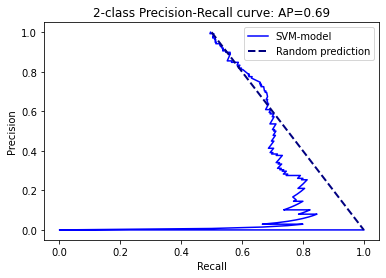 2-class Precision-Recall curve: AP=0.69
SVM-model
Random prediction
Precision
1.0
0.8
0.6
0.4
0.2
0.0
0.0 0.2 0.4 0.6 0.8 1.0
Recall